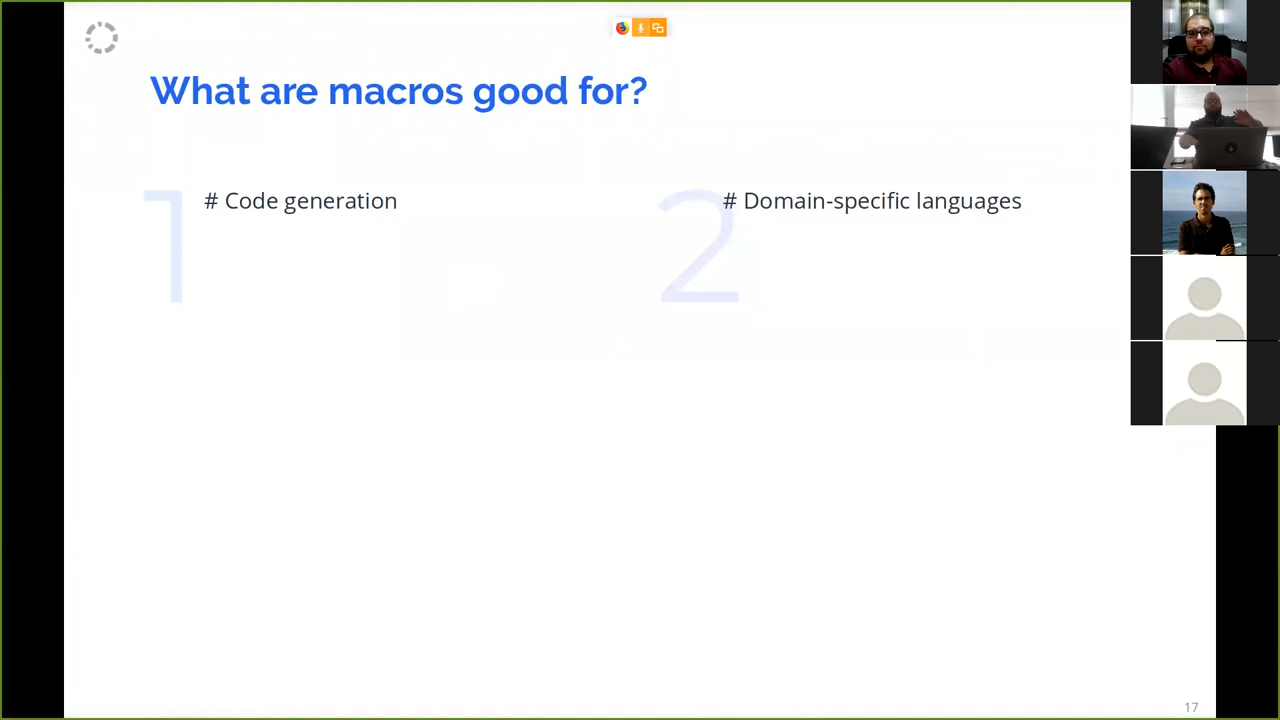 What are macros good for?
1
# Code generation
2
# Domain-specific languages
17